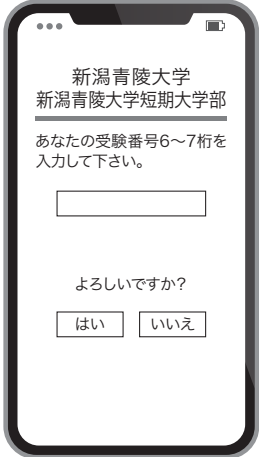 新潟青陵大学
新潟青陵大学短期大学部
あなたの受験番号6～7桁を
入力して下さい。
よろしいですか？
はい
いいえ